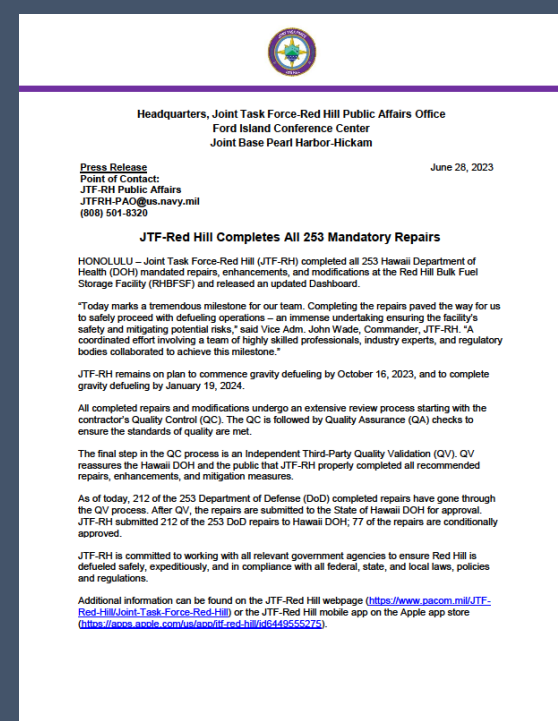 Headquarters, Joint Task Force-Red Hill Public Affairs Office
Ford Island Conference Center
Joint Base Pearl Harbor-Hickam
Press Release
June 28, 2023
Point of Contact:
JTF-RH Public Affairs
JTFRH-PAO@us.navy.mil
(808) 501-8320
JTF-Red Hill Completes All 253 Mandatory Repairs
HONOLULU – Joint Task Force-Red Hill (JTF-RH) completed all 253 Hawaii Department of
Health (DOH) mandated repairs, enhancements, and modifications at the Red Hill Bulk Fuel
Storage Facility (RHBFSF) and released an updated Dashboard.
“Today marks a tremendous milestone for our team. Completing the repairs paved the way for us
to safely proceed with defueling operations – an immense undertaking ensuring the facility’s
safety and mitigating potential risks,” said Vice Adm. John Wade, Commander, JTF-RH. “A
coordinated effort involving a team of highly skilled professionals, industry experts, and regulatory
bodies collaborated to achieve this milestone.”
JTF-RH remains on plan to commence gravity defueling by October 16, 2023, and to complete
gravity defueling by January 19, 2024.
All completed repairs and modifications undergo an extensive review process starting with the
contractor’s Quality Control (QC). The QC is followed by Quality Assurance (QA) checks to
ensure the standards of quality are met.
The final step in the QC process is an Independent Third-Party Quality Validation (QV). QV
reassures the Hawaii DOH and the public that JTF-RH properly completed all recommended
repairs, enhancements, and mitigation measures.
As of today, 212 of the 253 Department of Defense (DoD) completed repairs have gone through
the QV process. After QV, the repairs are submitted to the State of Hawaii DOH for approval.
JTF-RH submitted 212 of the 253 DoD repairs to Hawaii DOH; 77 of the repairs are conditionally
approved.
JTF-RH is committed to working with all relevant government agencies to ensure Red Hill is
defueled safely, expeditiously, and in compliance with all federal, state, and local laws, policies
and regulations.
Additional information can be found on the JTF-Red Hill webpage (https://www.pacom.mil/JTF-
Red-Hill/Joint-Task-Force-Red-Hill) or the JTF-Red Hill mobile app on the Apple app store
(https://apps.apple.com/us/app/jtf-red-hill/id6449555275).